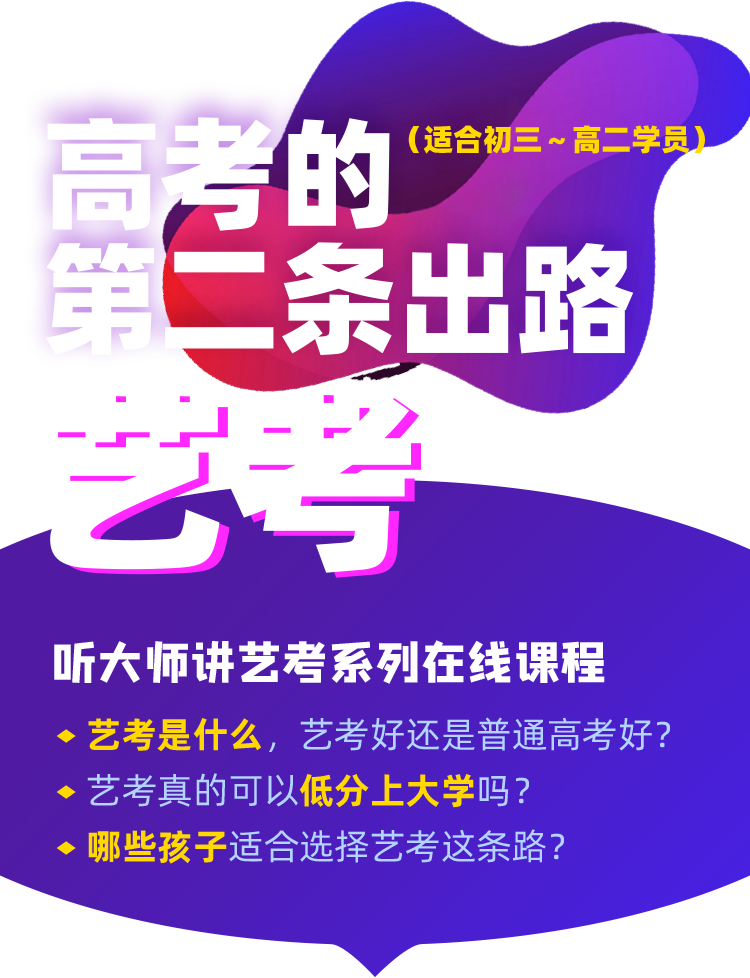 高考的
（适合初三～高二学员）
第二条出路
艺考
听大师讲艺考系列在线课程
艺考是什么，艺考好还是普通高考好？
艺考真的可以低分上大学吗？
哪些孩子适合选择艺考这条路？